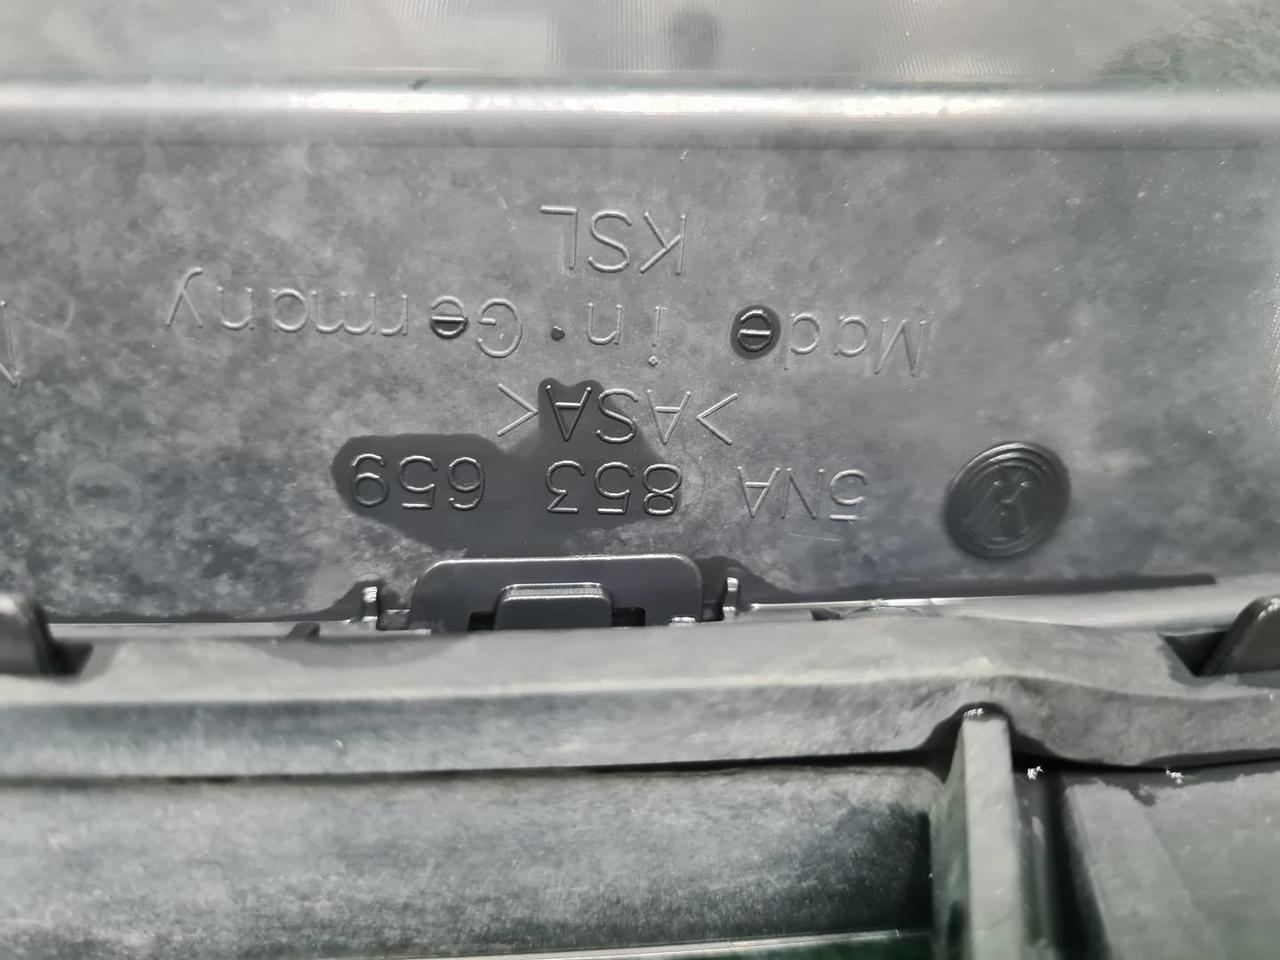 5NA 853 659
>ASA<
Made in Germany
KSL